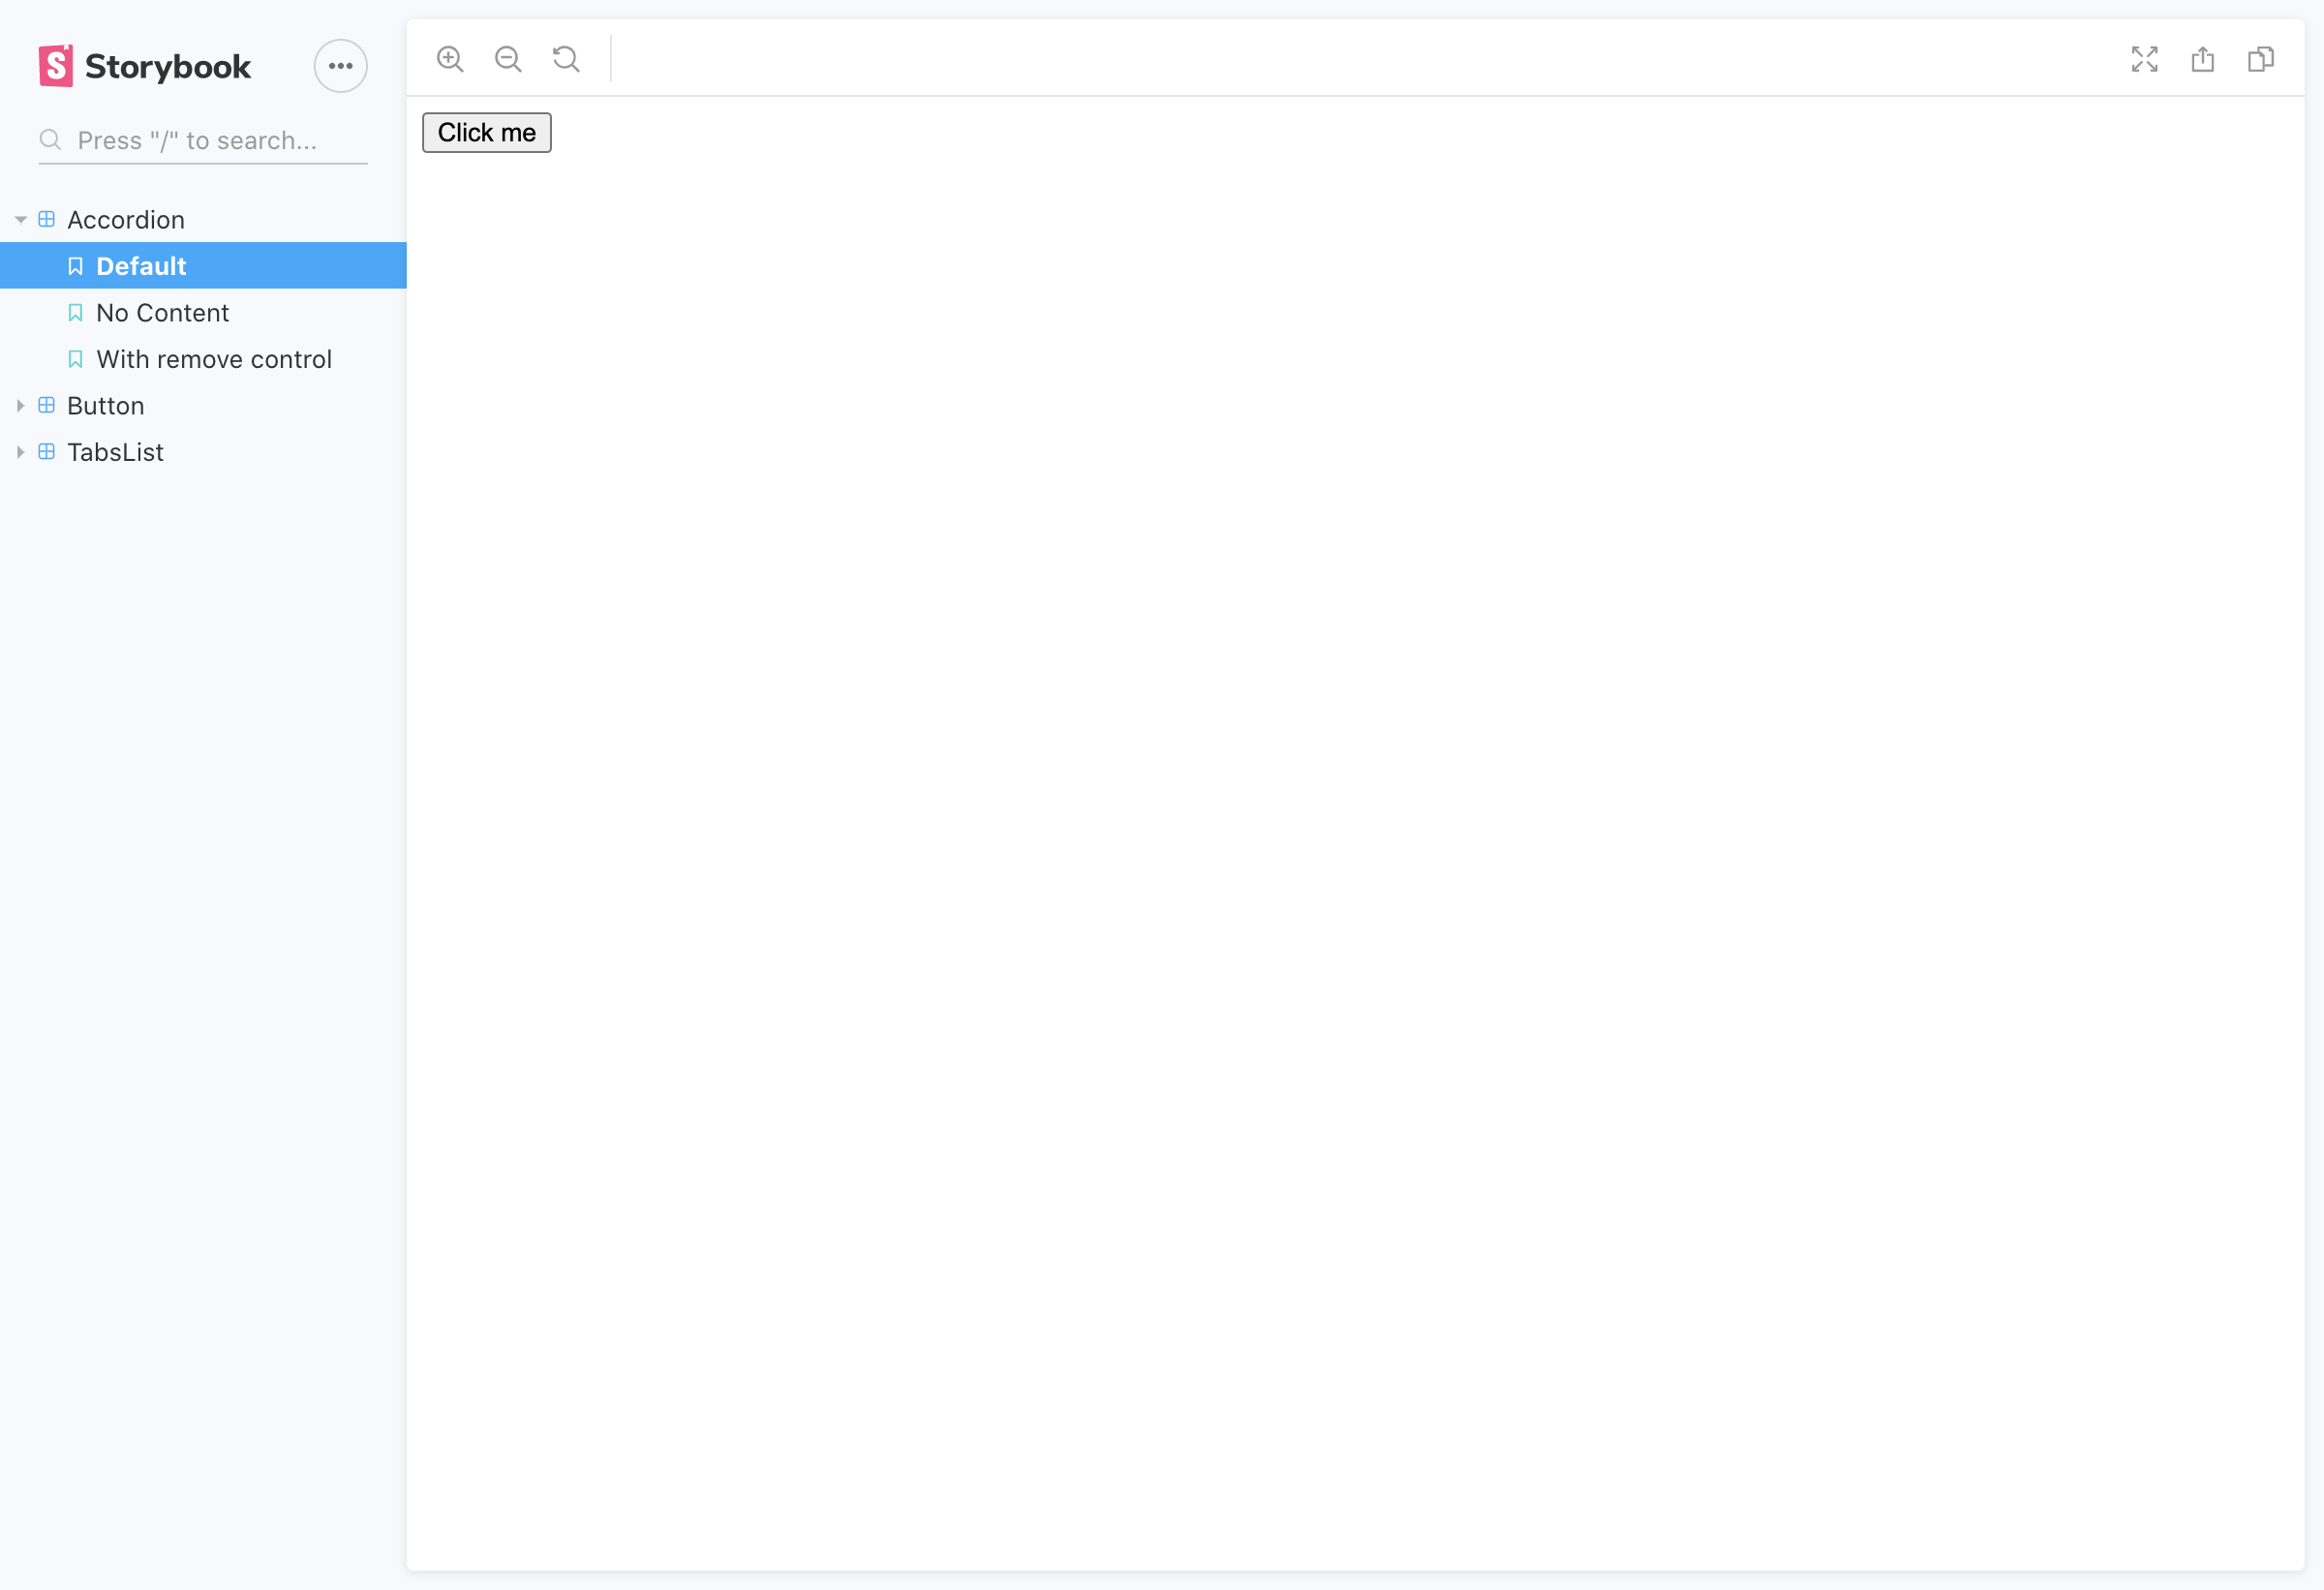 Storybook
Press "/" to search...
Accordion
Default
No Content
With remove control
Button
TabsList
Click me